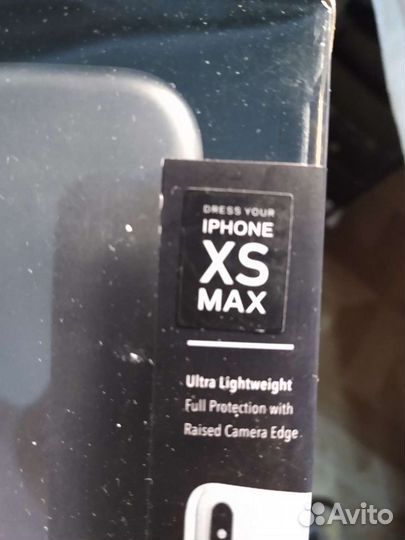 DRESS YOUR
IPHONE
XS
MAX
Ultra Lightweight
Full Protection with
Raised Camera Edge
Avito